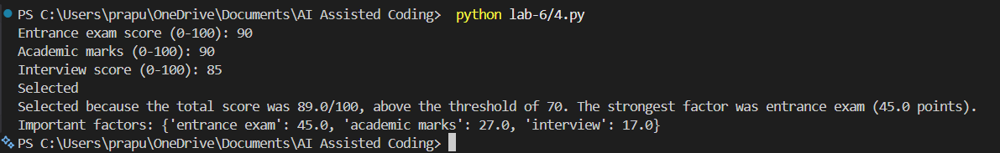 PS C:\Users\prapu\OneDrive\Documents\AI Assisted Coding>  python lab-6/4.py
Entrance exam score (0-100): 90
Academic marks (0-100): 90
Interview score (0-100): 85
Selected
Selected because the total score was 89.0/100, above the threshold of 70. The strongest factor was entrance exam (45.0 points).
Important factors: {'entrance exam': 45.0, 'academic marks': 27.0, 'interview': 17.0}
PS C:\Users\prapu\OneDrive\Documents\AI Assisted Coding>